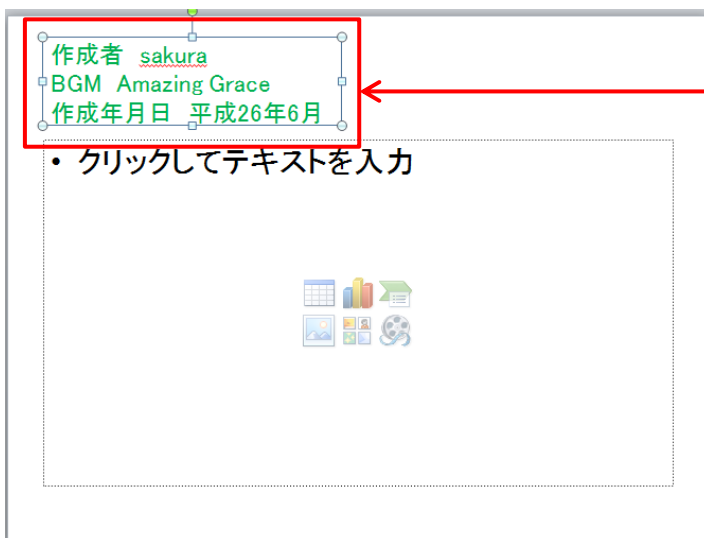 作成者 sakura
BGM Amazing Grace
作成年月日 平成26年6月
• クリックしてテキストを入力